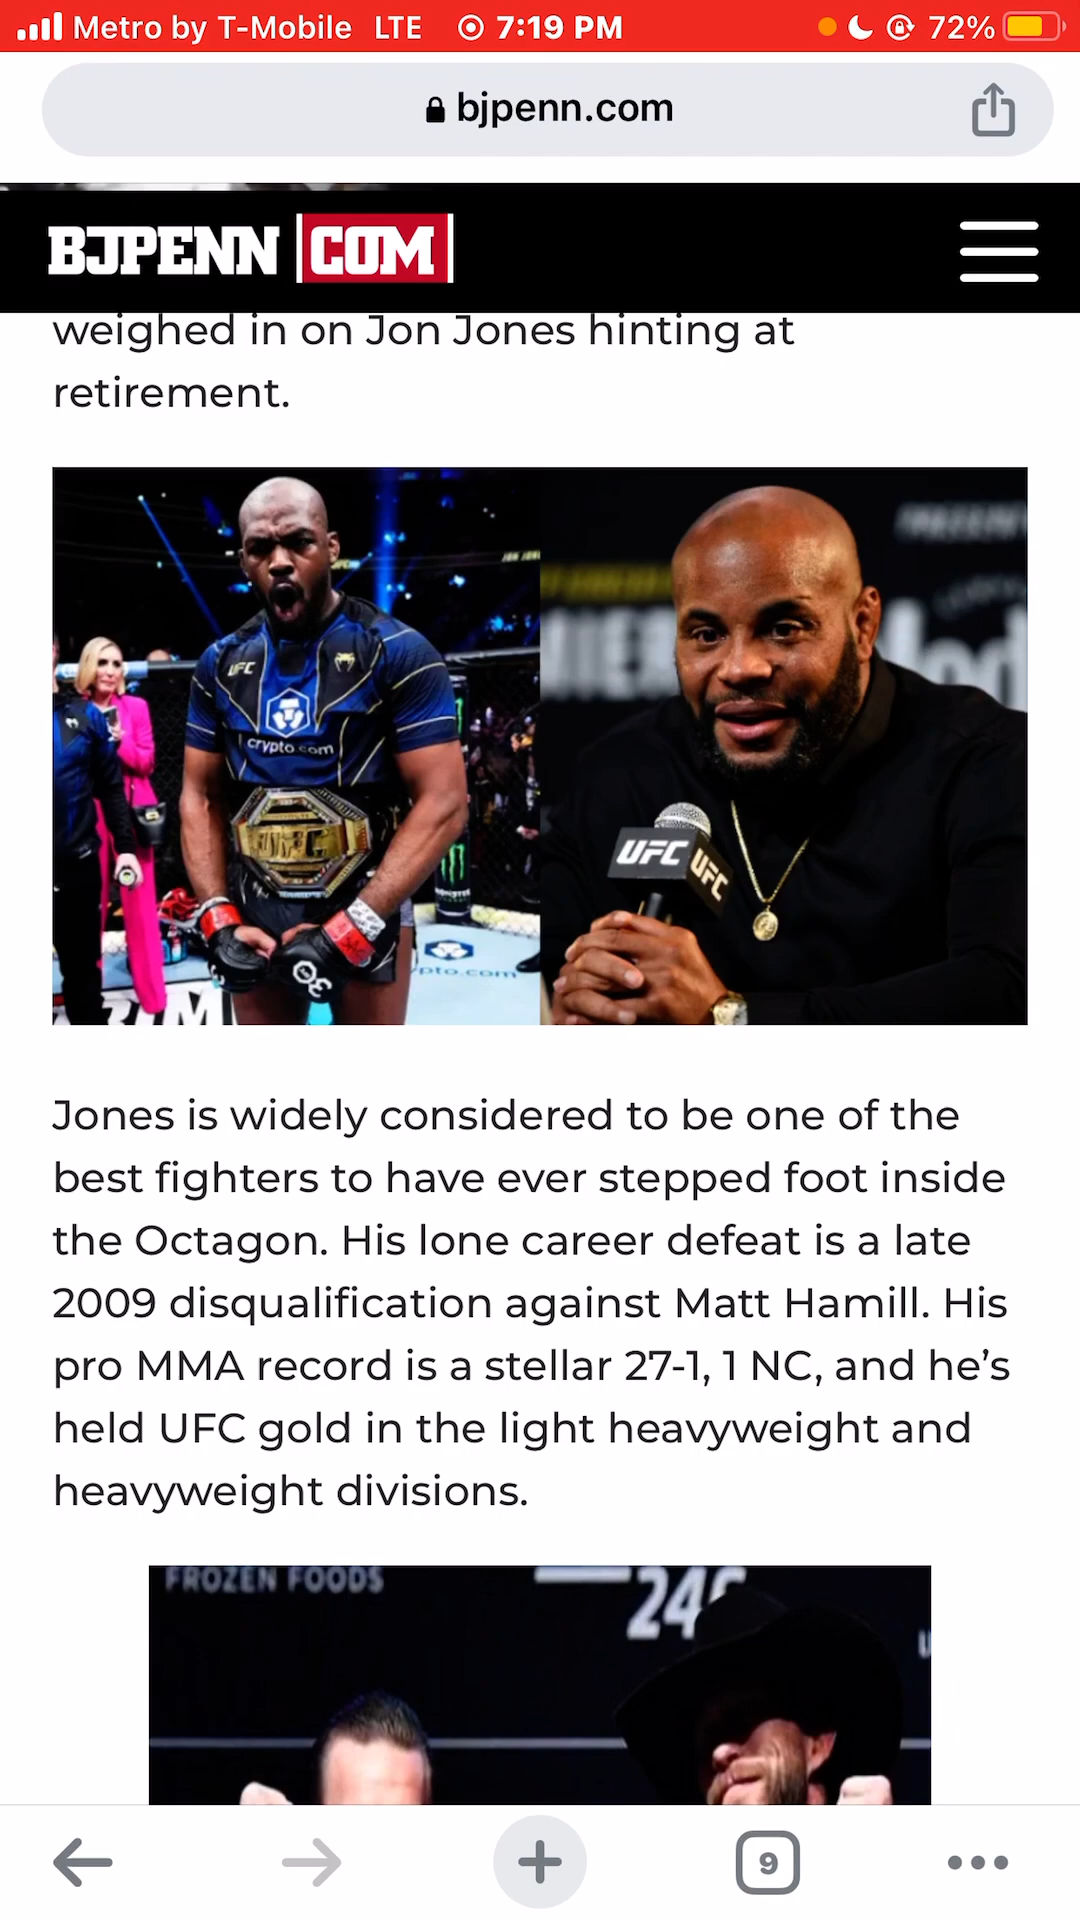 Metro by T-Mobile LTE 7:19 PM 72%
bjpenn.com
BJPENN COM
weighed in on Jon Jones hinting at
retirement.
UFC
crypto.com
UFC
UFC
UFC
pto.com
Jones is widely considered to be one of the
best fighters to have ever stepped foot inside
the Octagon. His lone career defeat is a late
2009 disqualification against Matt Hamill. His
pro MMA record is a stellar 27-1, 1 NC, and he’s
held UFC gold in the light heavyweight and
heavyweight divisions.
FROZEN FOODS
9